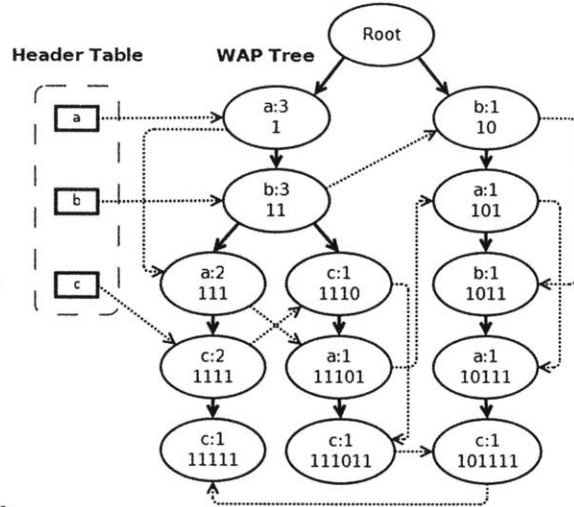 Root
Header Table
WAP Tree
a
a:3
1
b:1
10
b
b:3
11
a:1
101
c
a:2
111
c:1
1110
b:1
1011
c:2
1111
a:1
11101
a:1
10111
c:1
11111
c:1
111011
c:1
101111